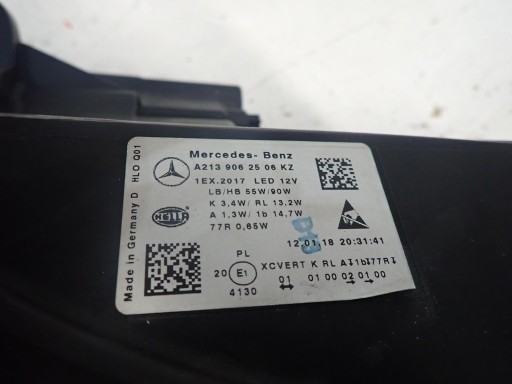 Mercedes-Benz
A213 906 25 06 KZ
1EX.2017 LED 12V
LB/HB 55W/90W
K 3,4W/ RL 13,2W
A 1,3W/ 1b 14,7W
77R 0,65W
12.01.18 20:31:41
HELLA
Made in Germany D HLO Q01
PL
20 E1
4130
XCVERT K RL
01 01 00 02 01 00